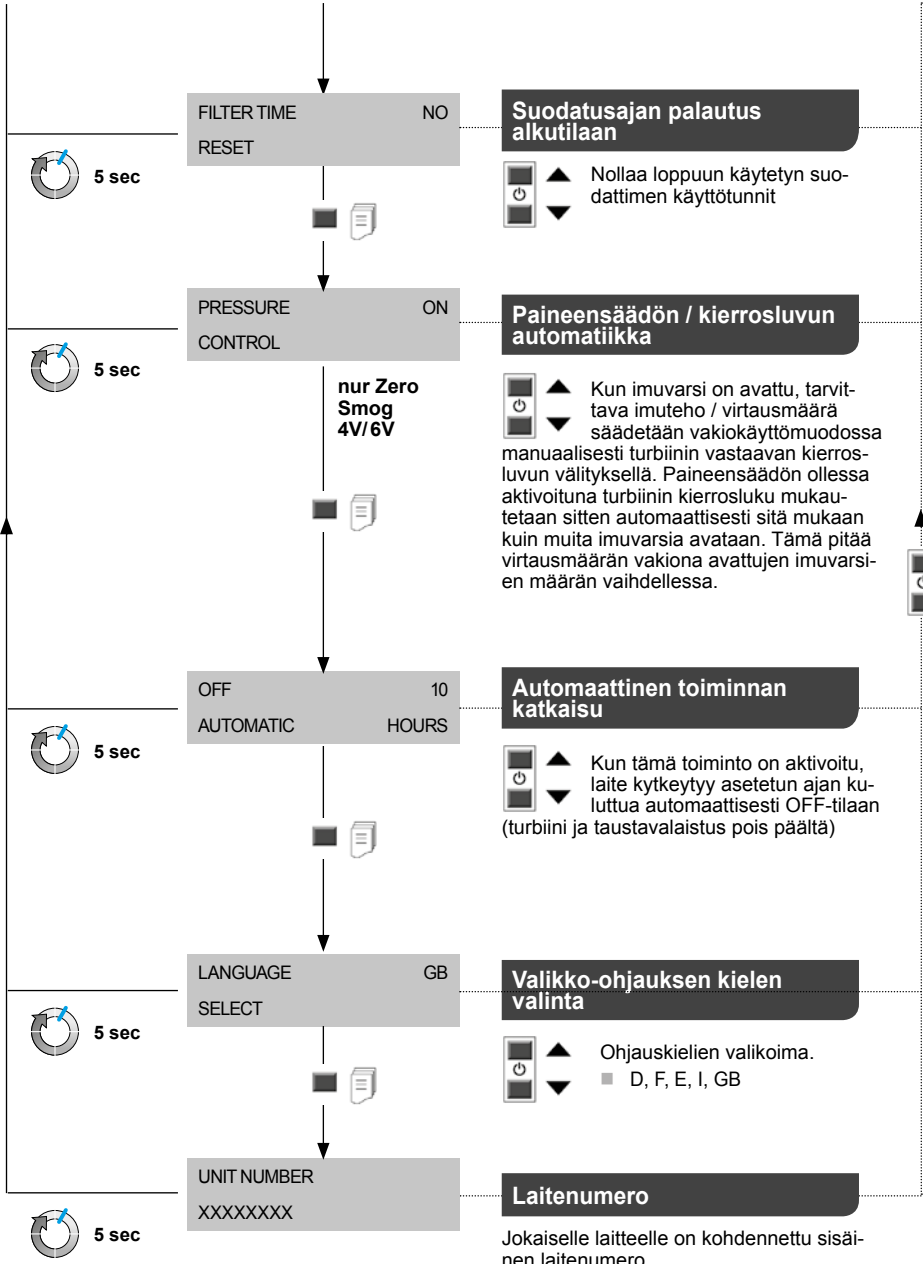 FILTER TIME NO
RESET
Suodatusajan palautus
alkutilaan
5 sec
Nollaa loppuun käytetyn suo-
dattimen käyttötunnit
PRESSURE ON
CONTROL
Paineensäädön / kierrosluvun
automatiikka
5 sec
nur Zero
Smog
4V/ 6V
Kun imuvarsi on avattu, tarvit-
tava imuteho / virtausmäärä
säädetään vakiokäyttömuodossa
manuaalisesti turbiinin vastaavan kierros-
luvun välityksellä. Paineensäädön ollessa
aktivoituna turbiinin kierrosluku mukau-
tetaan sitten automaattisesti sitä mukaan
kuin muita imuvarsia avataan. Tämä pitää
virtausmäärän vakiona avattujen imuvarsi-
en määrän vaihdellessa.
OFF 10
AUTOMATIC HOURS
Automaattinen toiminnan
katkaisu
5 sec
Kun tämä toiminto on aktivoitu,
laite kytkeytyy asetetun ajan ku-
luttua automaattisesti OFF-tilaan
(turbiini ja taustavalaistus pois päältä)
LANGUAGE GB
SELECT
Valikko-ohjauksen kielen
valinta
5 sec
Ohjauskielien valikoima.
D, F, E, I, GB
UNIT NUMBER
XXXXXXXX
Laitenumero
5 sec
Jokaiselle laitteelle on kohdennettu sisäi-
nen laitenumero